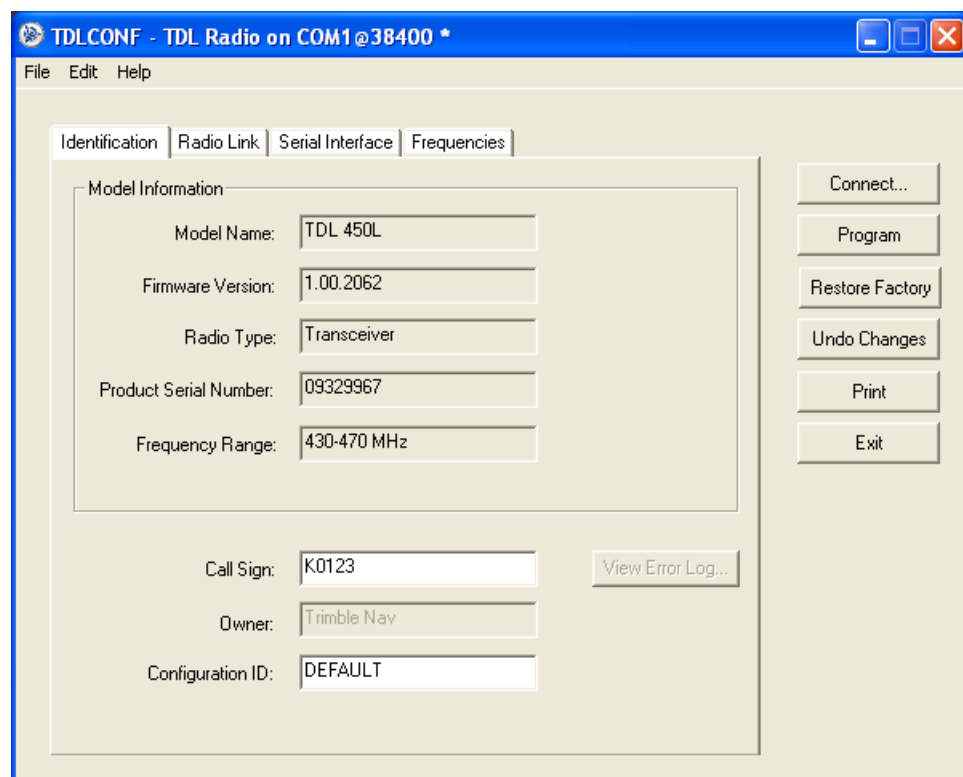 TDLCONF - TDL Radio on COM1@38400 *
File Edit Help
Identification Radio Link Serial Interface Frequencies
Model Information
Model Name: TDL 450L
Firmware Version: 1.00.2062
Radio Type: Transceiver
Product Serial Number: 09329967
Frequency Range: 430-470 MHz
Call Sign: K0123
View Error Log...
Owner: Trimble Nav
Configuration ID: DEFAULT
Connect...
Program
Restore Factory
Undo Changes
Print
Exit